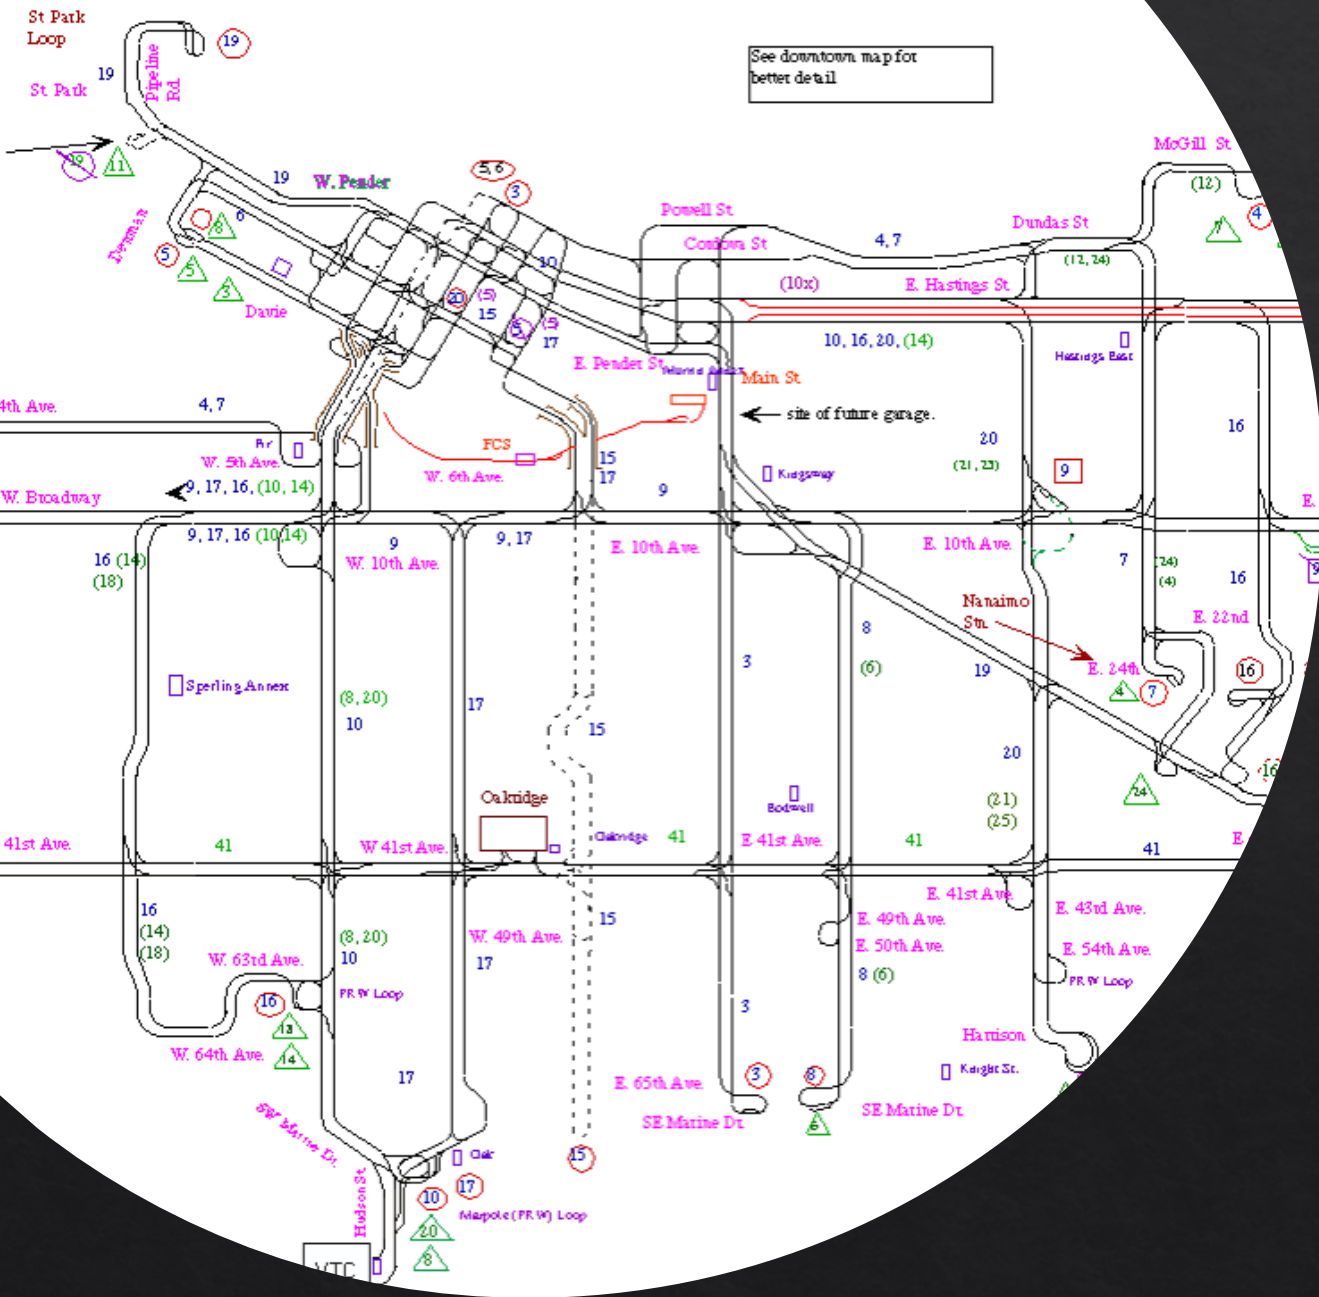 St Park
Loop
19
19
Pipeline
Rd.
St Park
See downtown map for
better detail
McGill St
19
11
19
W. Pender
5, 6
3
(12)
7
4
Powell St
Dundas St
Denman
8
6
Cordova St
4, 7
(12, 24)
5
5
3
10
(10x)
E. Hastings St
Davie
20
(5)
15
5
(5)
17
10, 16, 20, (14)
Hastings East
E. Pender St
Main St
4th Ave.
4, 7
site of future garage.
16
20
FCS
W. 5th Ave.
15
17
(21, 23)
9
W. 6th Ave.
Kingsway
W. Broadway
9, 17, 16, (10, 14)
9
E.
9, 17, 16 (10,14)
9
9, 17
E. 10th Ave.
E. 10th Ave.
16 (14)
(18)
W. 10th Ave.
7
(24)
(4)
16
9
Nanaimo
Stn.
E. 22nd
8
3
(6)
19
E. 24th
16
4
7
Sperling Annex
(8, 20)
10
17
15
20
16
24
Oakridge
Bodwell
(21)
(25)
41st Ave.
41
W 41st Ave.
Oakridge
41
E 41st Ave.
41
41
E
16
(14)
(18)
15
E. 41st Ave.
E. 43rd Ave.
E. 49th Ave.
(8, 20)
10
W. 49th Ave.
E. 50th Ave.
E. 54th Ave.
W. 63rd Ave.
17
8 (6)
PRW Loop
16
PRW Loop
18
14
3
Harrison
W. 64th Ave.
17
E. 65th Ave.
3
8
Knight St.
SW Marine Dr.
SE Marine Dr.
6
SE Marine Dr.
Hudson St.
Oak
15
10
17
Marpole (PRW) Loop
20
8
VTC